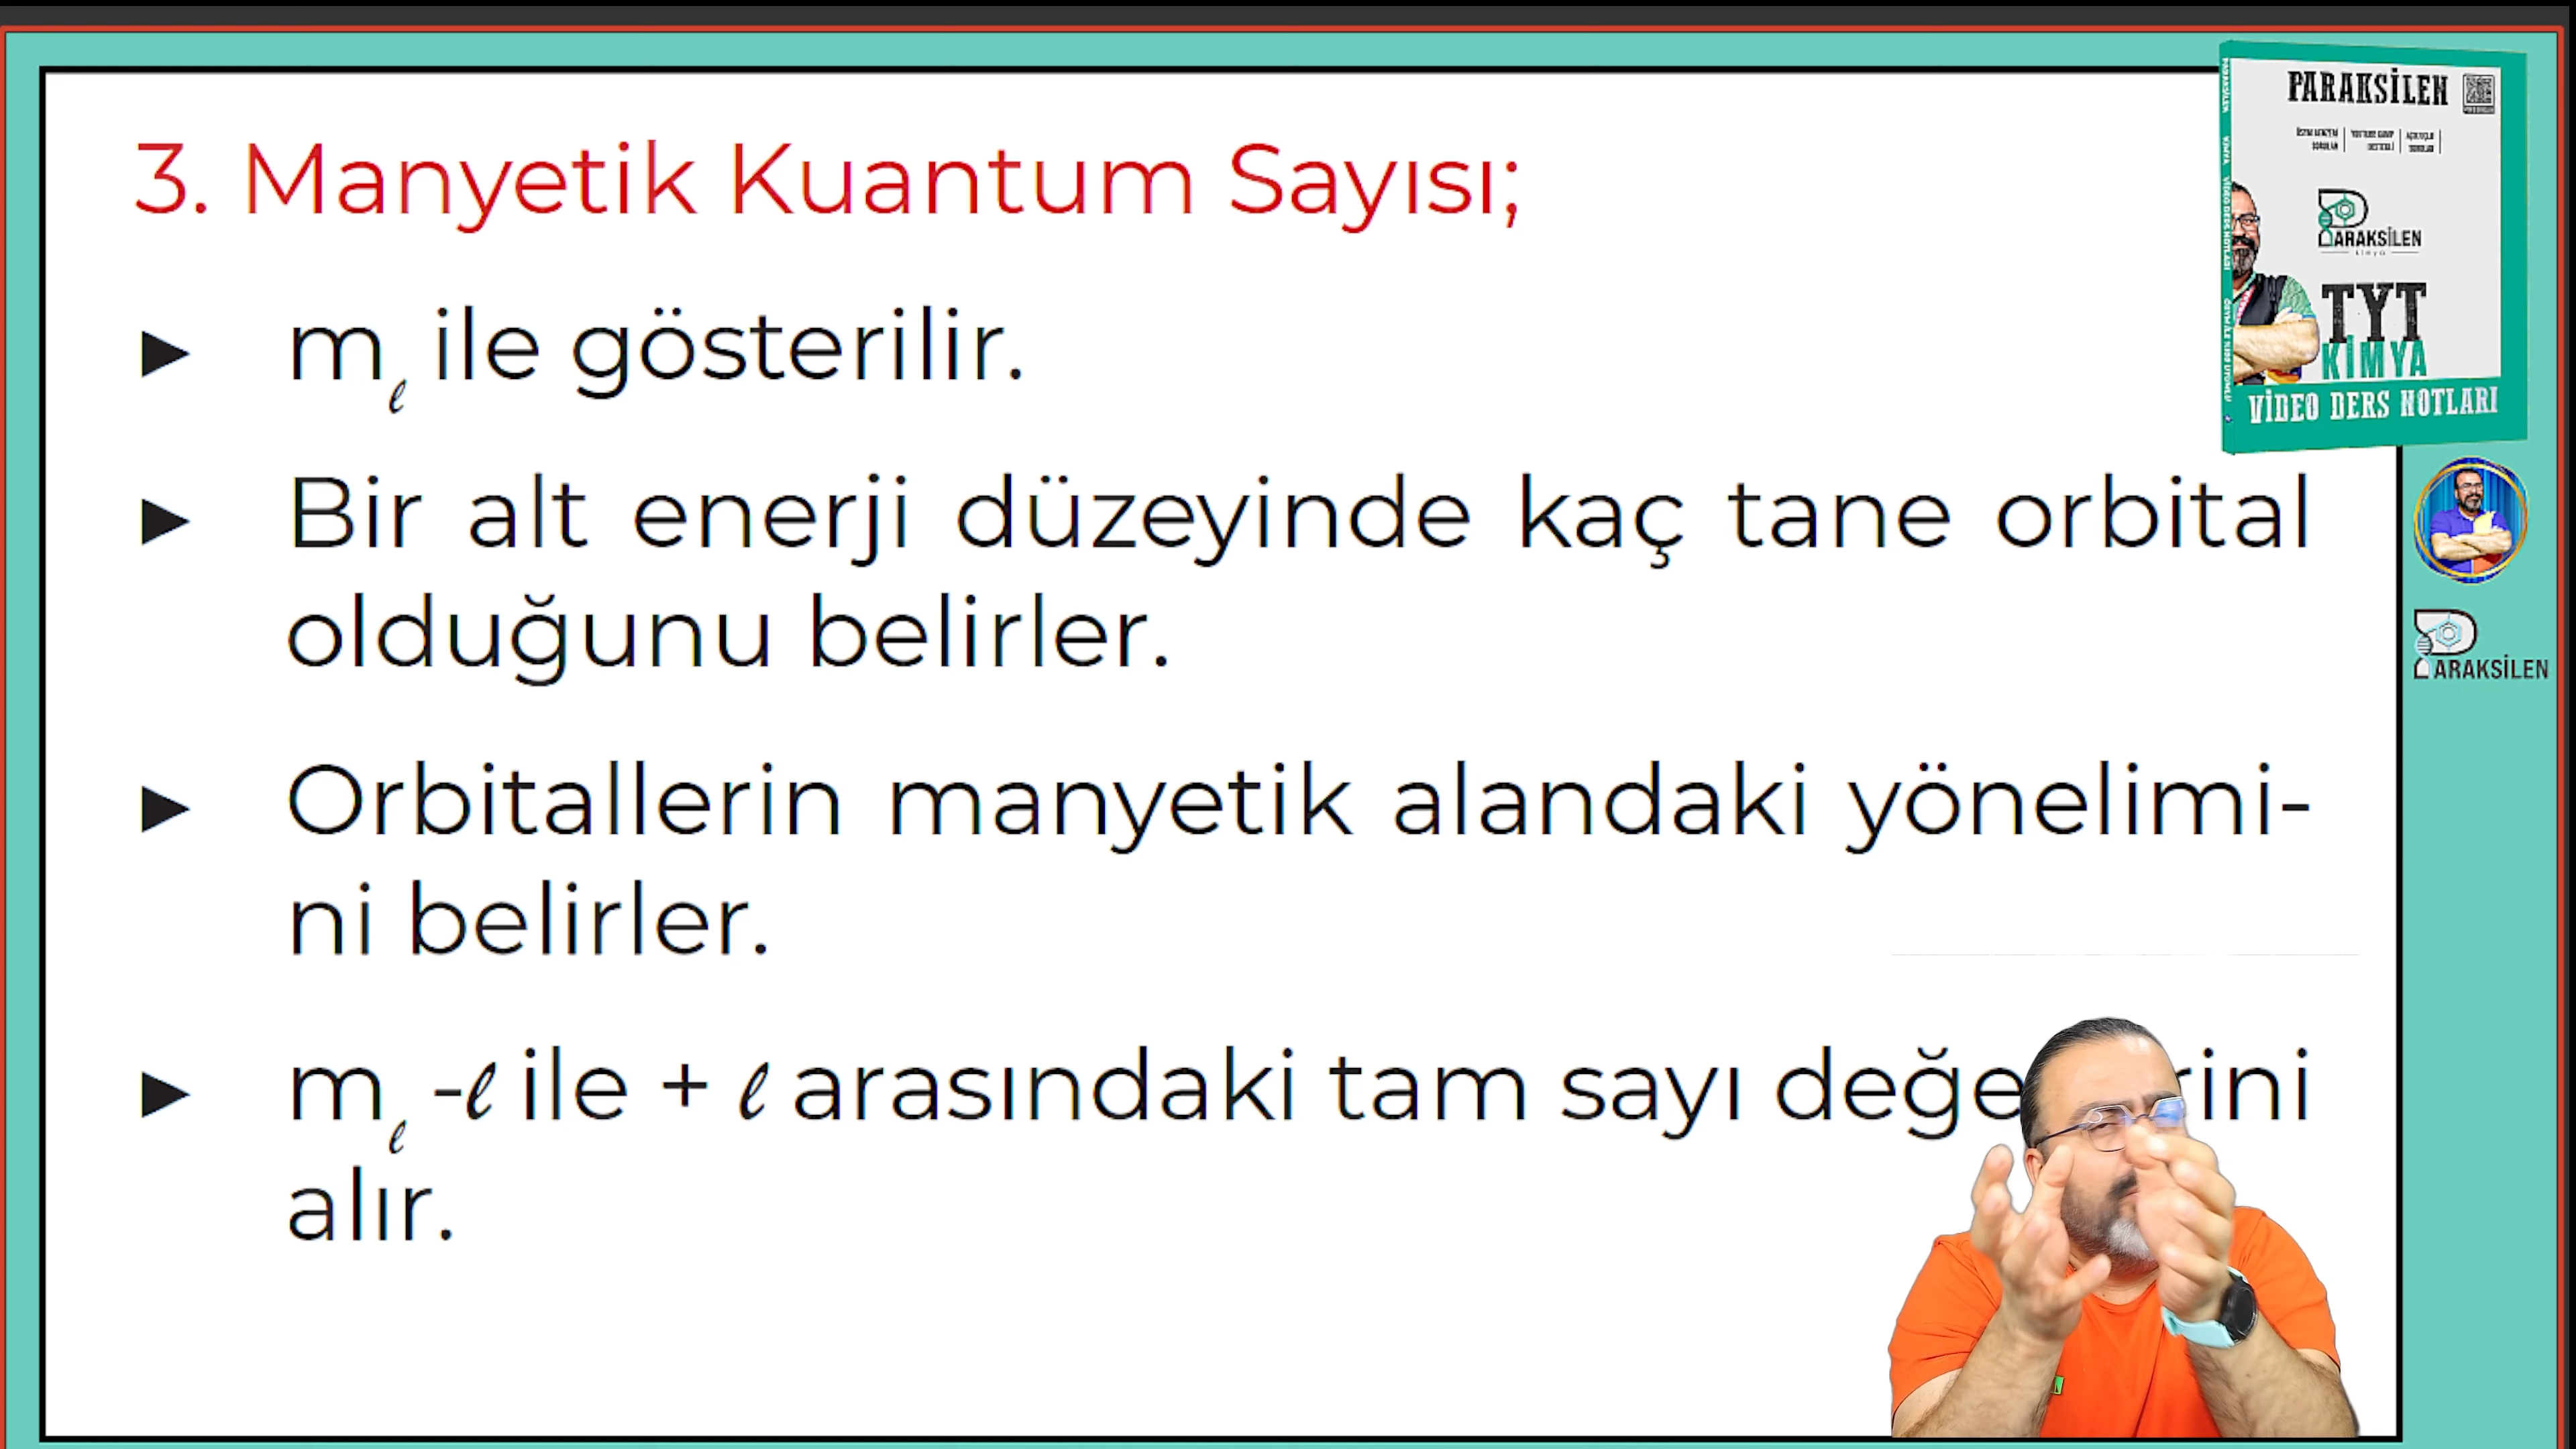 3. Manyetik Kuantum Sayısı;
► mℓ ile gösterilir.
► Bir alt enerji düzeyinde kaç tane orbital
olduğunu belirler.
► Orbitallerin manyetik alandaki yönelimi-
ni belirler.
► mℓ -ℓ ile + ℓ arasındaki tam sayı değe rini
alır.
PARAKSİLEN
PARAKSİLEN
TYT
KİMYA
VİDEO DERS NOTLARI
PARAKSİLEN